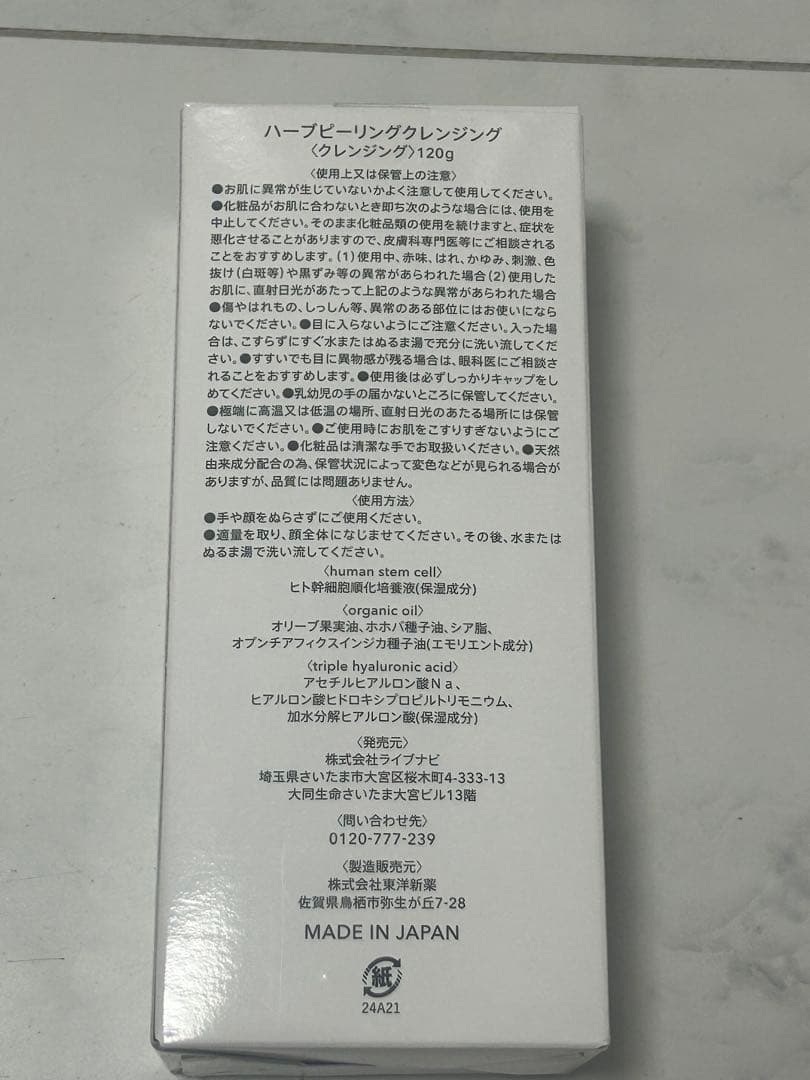 ハーブピーリングクレンジング
〈クレンジング〉120g
〈使用上又は保管上の注意〉
●お肌に異常が生じていないかよく注意して使用してください。
●化粧品がお肌に合わないとき即ち次のような場合には、使用を
中止してください。そのまま化粧品類の使用を続けますと、症状を
悪化させることがありますので、皮膚科専門医等にご相談される
ことをおすすめします。(1)使用中、赤味、はれ、かゆみ、刺激、色
抜け(白斑等)や黒ずみ等の異常があらわれた場合(2)使用した
お肌に、直射日光があたって上記のような異常があらわれた場合
●傷やはれもの、しっしん等、異常のある部位にはお使いになら
ないでください。●目に入らないようにご注意ください。入った場
合は、こすらずにすぐ水またはぬるま湯で充分に洗い流してくだ
さい。●すすいでも目に異物感が残る場合は、眼科医にご相談さ
れることをおすすめします。●使用後は必ずしっかりキャップをし
めてください。●乳幼児の手の届かないところに保管してください。
●極端に高温又は低温の場所、直射日光のあたる場所には保管
しないでください。●ご使用時にお肌をこすりすぎないようにご
注意ください。●化粧品は清潔な手でお取扱いください。●天然
由来成分配合の為、保管状況によって変色などが見られる場合が
ありますが、品質には問題ありません。
〈使用方法〉
●手や顔をぬらさずにご使用ください。
●適量を取り、顔全体になじませてください。その後、水または
ぬるま湯で洗い流してください。
〈human stem cell〉
ヒト幹細胞順化培養液(保湿成分)
〈organic oil〉
オリーブ果実油、ホホバ種子油、シア脂、
オプンチアフィクスインジカ種子油(エモリエント成分)
〈triple hyaluronic acid〉
アセチルヒアルロン酸Na、
ヒアルロン酸ヒドロキシプロピルトリモニウム、
加水分解ヒアルロン酸(保湿成分)
〈発売元〉
株式会社ライブナビ
埼玉県さいたま市大宮区桜木町4-333-13
大同生命さいたま大宮ビル13階
〈問い合わせ先〉
0120-777-239
〈製造販売元〉
株式会社東洋新薬
佐賀県鳥栖市弥生が丘7-28
MADE IN JAPAN
紙
24A21